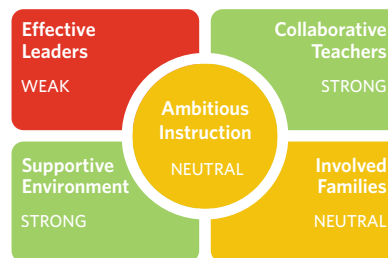 Effective
Leaders
WEAK
Collaborative
Teachers
STRONG
Ambitious
Instruction
NEUTRAL
Supportive
Environment
STRONG
Involved
Families
NEUTRAL